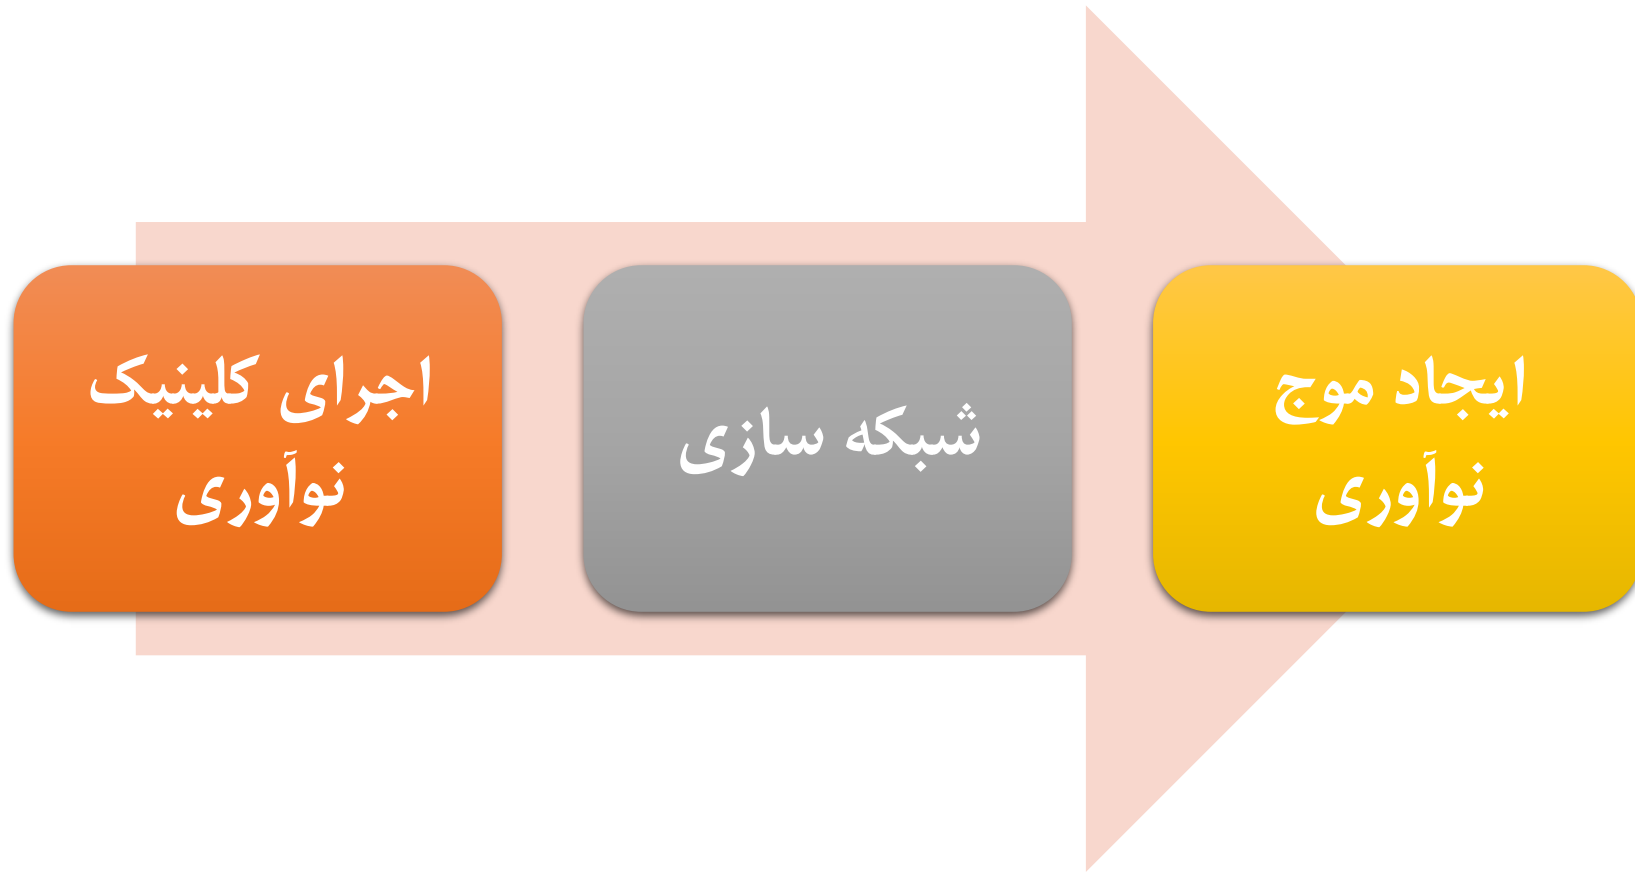 اجرای کلینیک
نوآوری
شبکه سازی
ایجاد موج
نوآوری